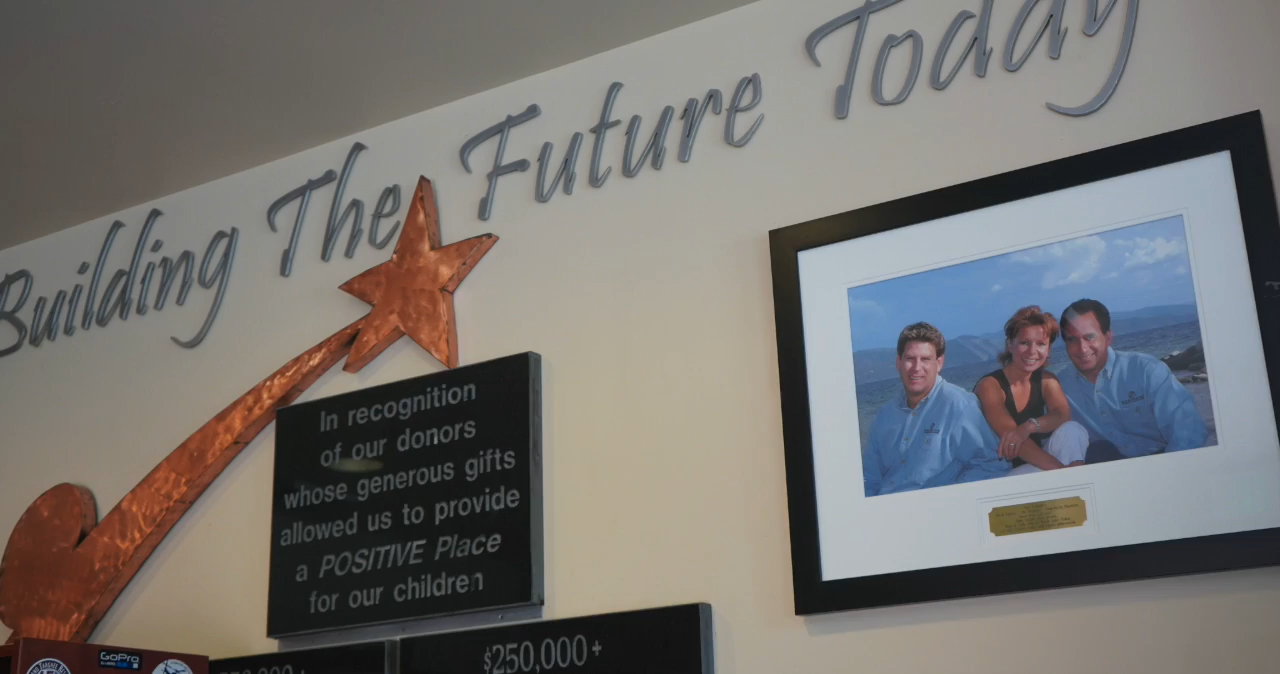 Building The Future Today
In recognition
of our donors
whose generous gifts
allowed us to provide
a POSITIVE Place
for our children
$250,000+
GoPro